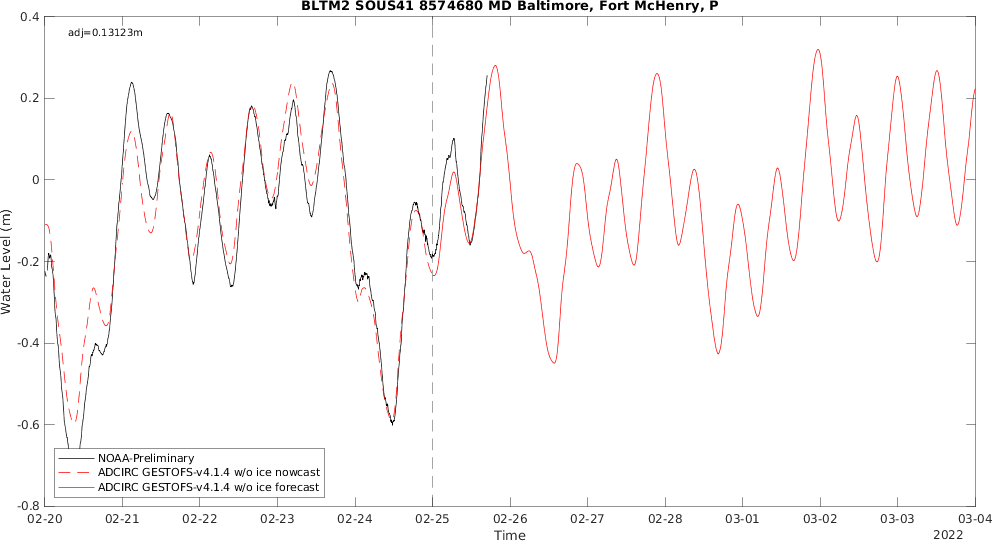 BLTM2 SOUS41 8574680 MD Baltimore, Fort McHenry, P
adj=0.13123m
0.4
0.2
0
-0.2
-0.4
-0.6
-0.8
Water Level (m)
NOAA-Preliminary
ADCIRC GESTOFS-v4.1.4 w/o ice nowcast
ADCIRC GESTOFS-v4.1.4 w/o ice forecast
02-20 02-21 02-22 02-23 02-24 02-25 02-26 02-27 02-28 03-01 03-02 03-03 03-04
Time
2022